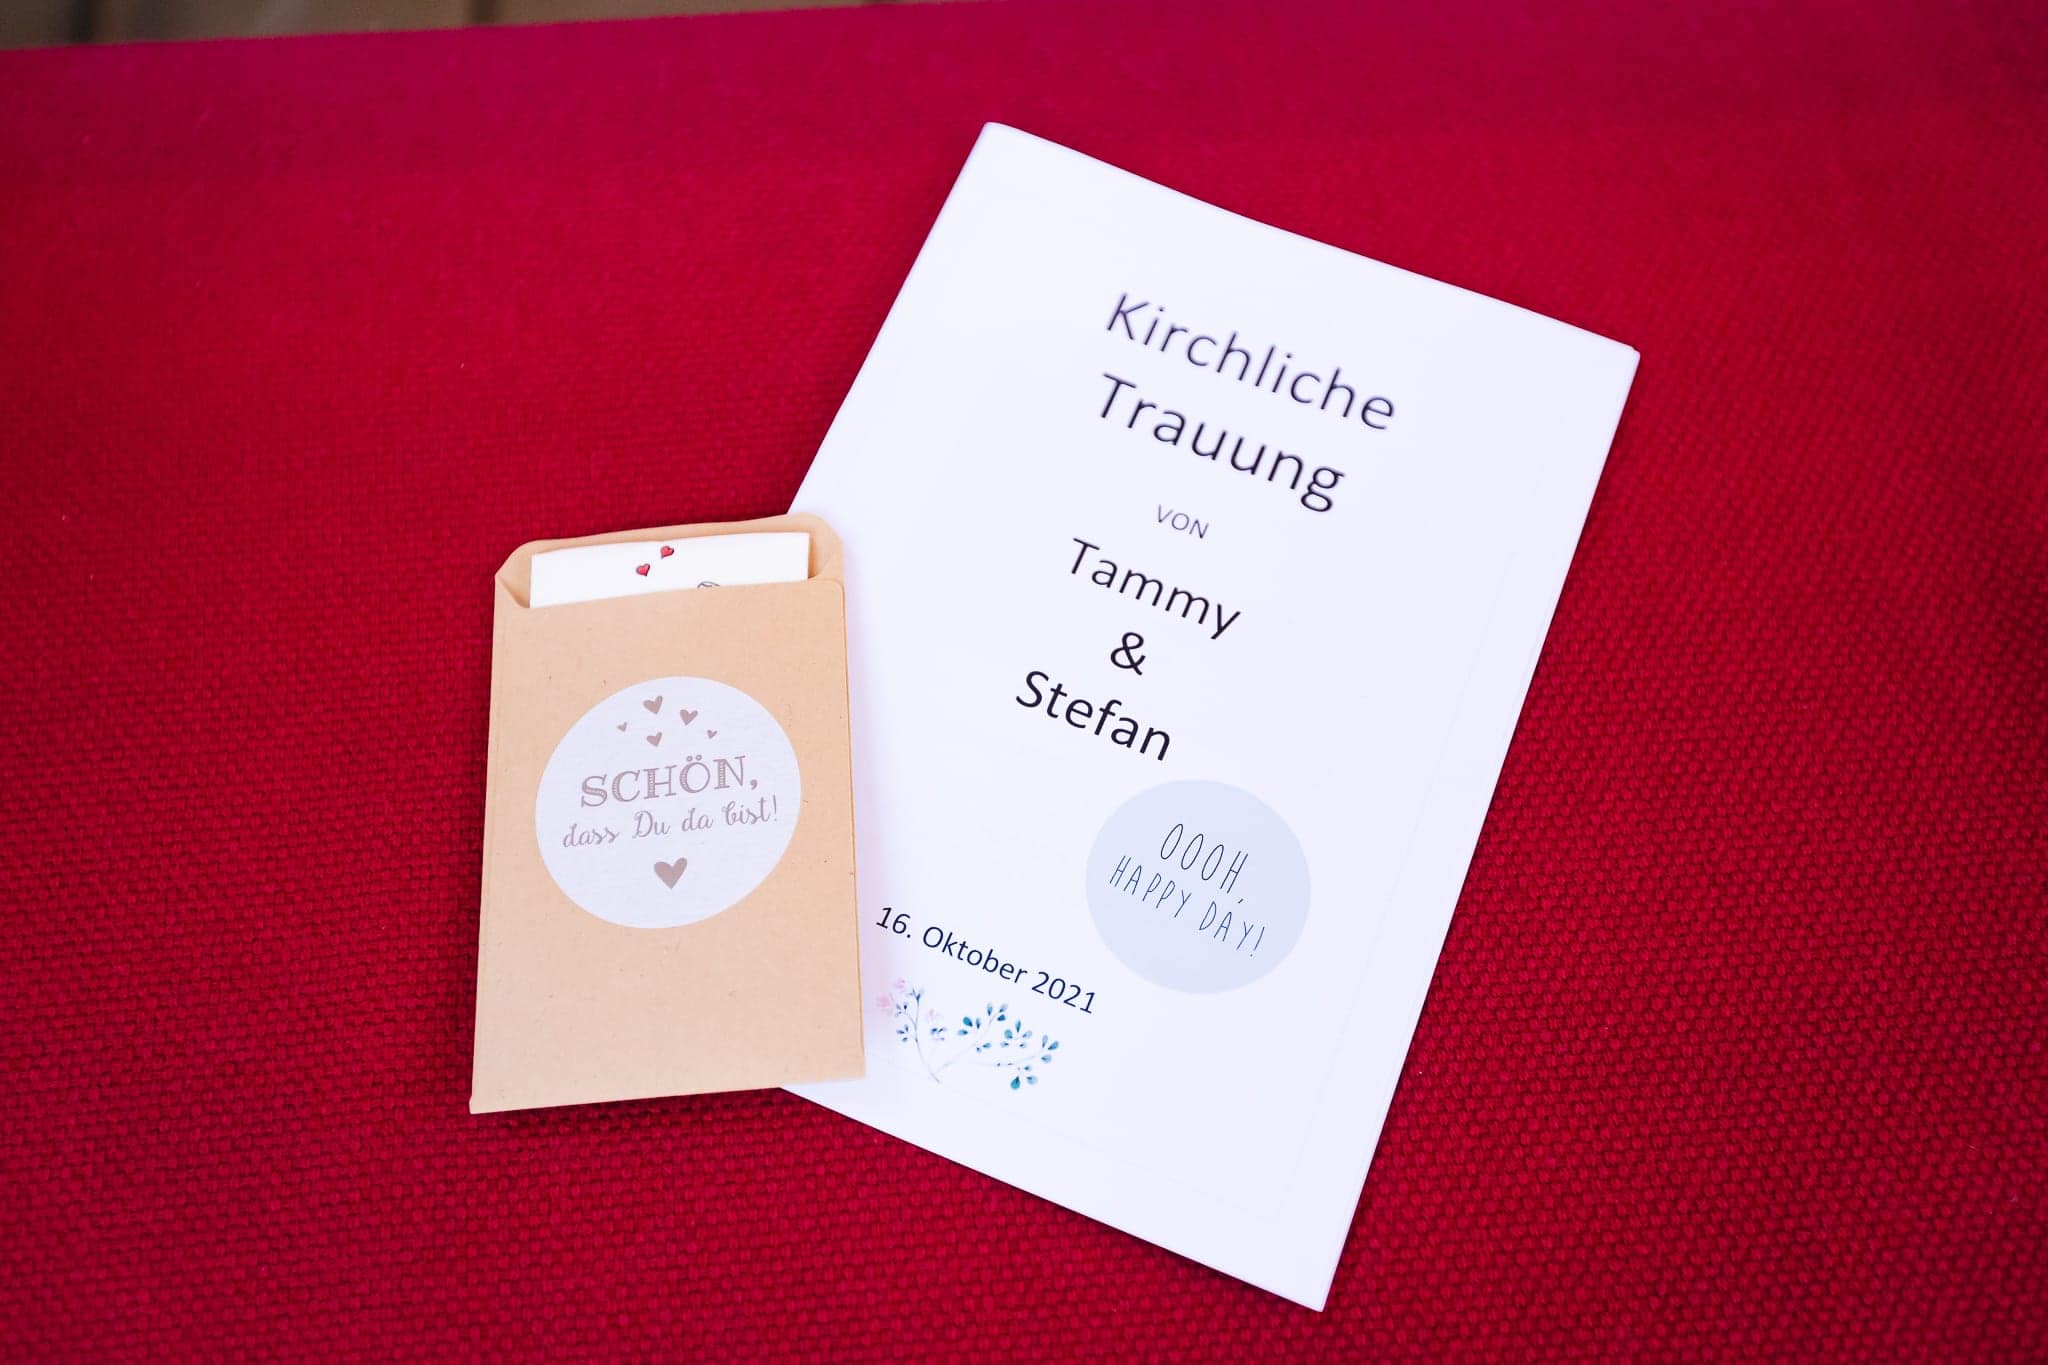 SCHÖN,
dass Du da bist!
Kirchliche
Trauung
VON
Tammy
&
Stefan
OOOH,
HAPPY DAY!
16. Oktober 2021